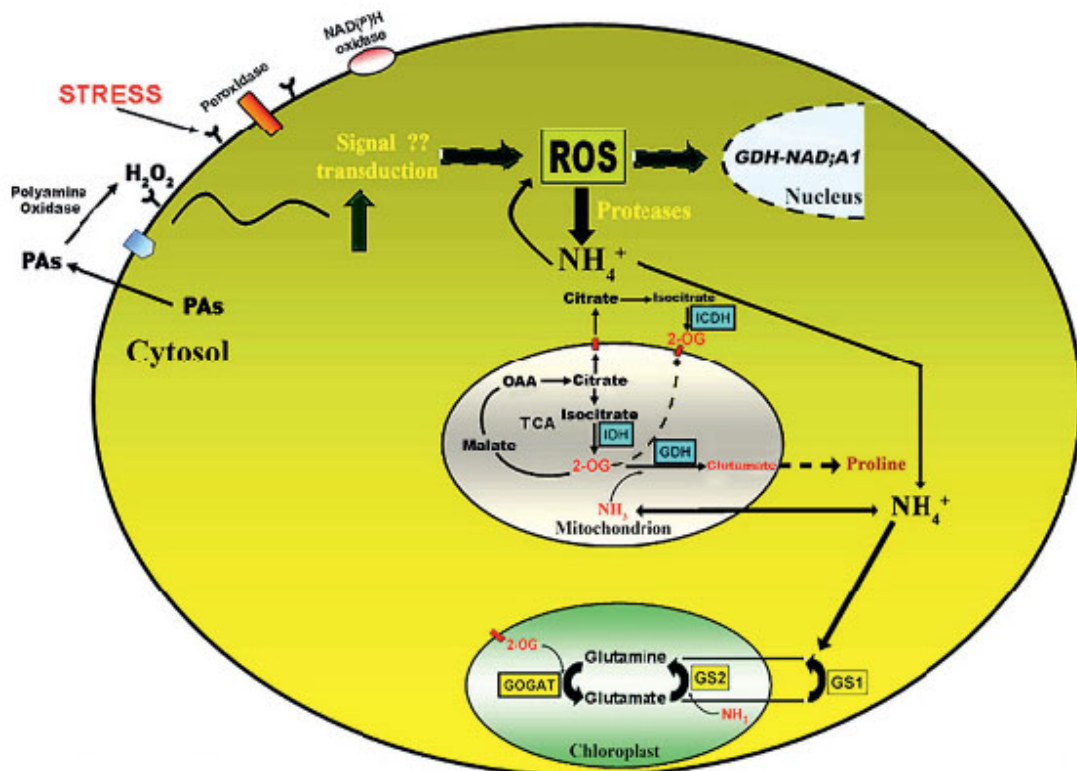 NAD(P)H
oxidase
STRESS
Peroxidase
Signal ??
transduction
ROS
GDH-NAD;A1
Nucleus
H₂O₂
Polyamine
Oxidase
Proteases
PAs
NH₄⁺
PAs
Citrate
Isocitrate
ICDH
2-OG
Cytosol
OAA
Citrate
TCA
Isocitrate
IDH
Malate
GDH
2-OG
Glutamate
Proline
NH₃
Mitochondrion
NH₄⁺
2-OG
Glutamine
GOGAT
GS2
GS1
Glutamate
NH₃
Chloroplast